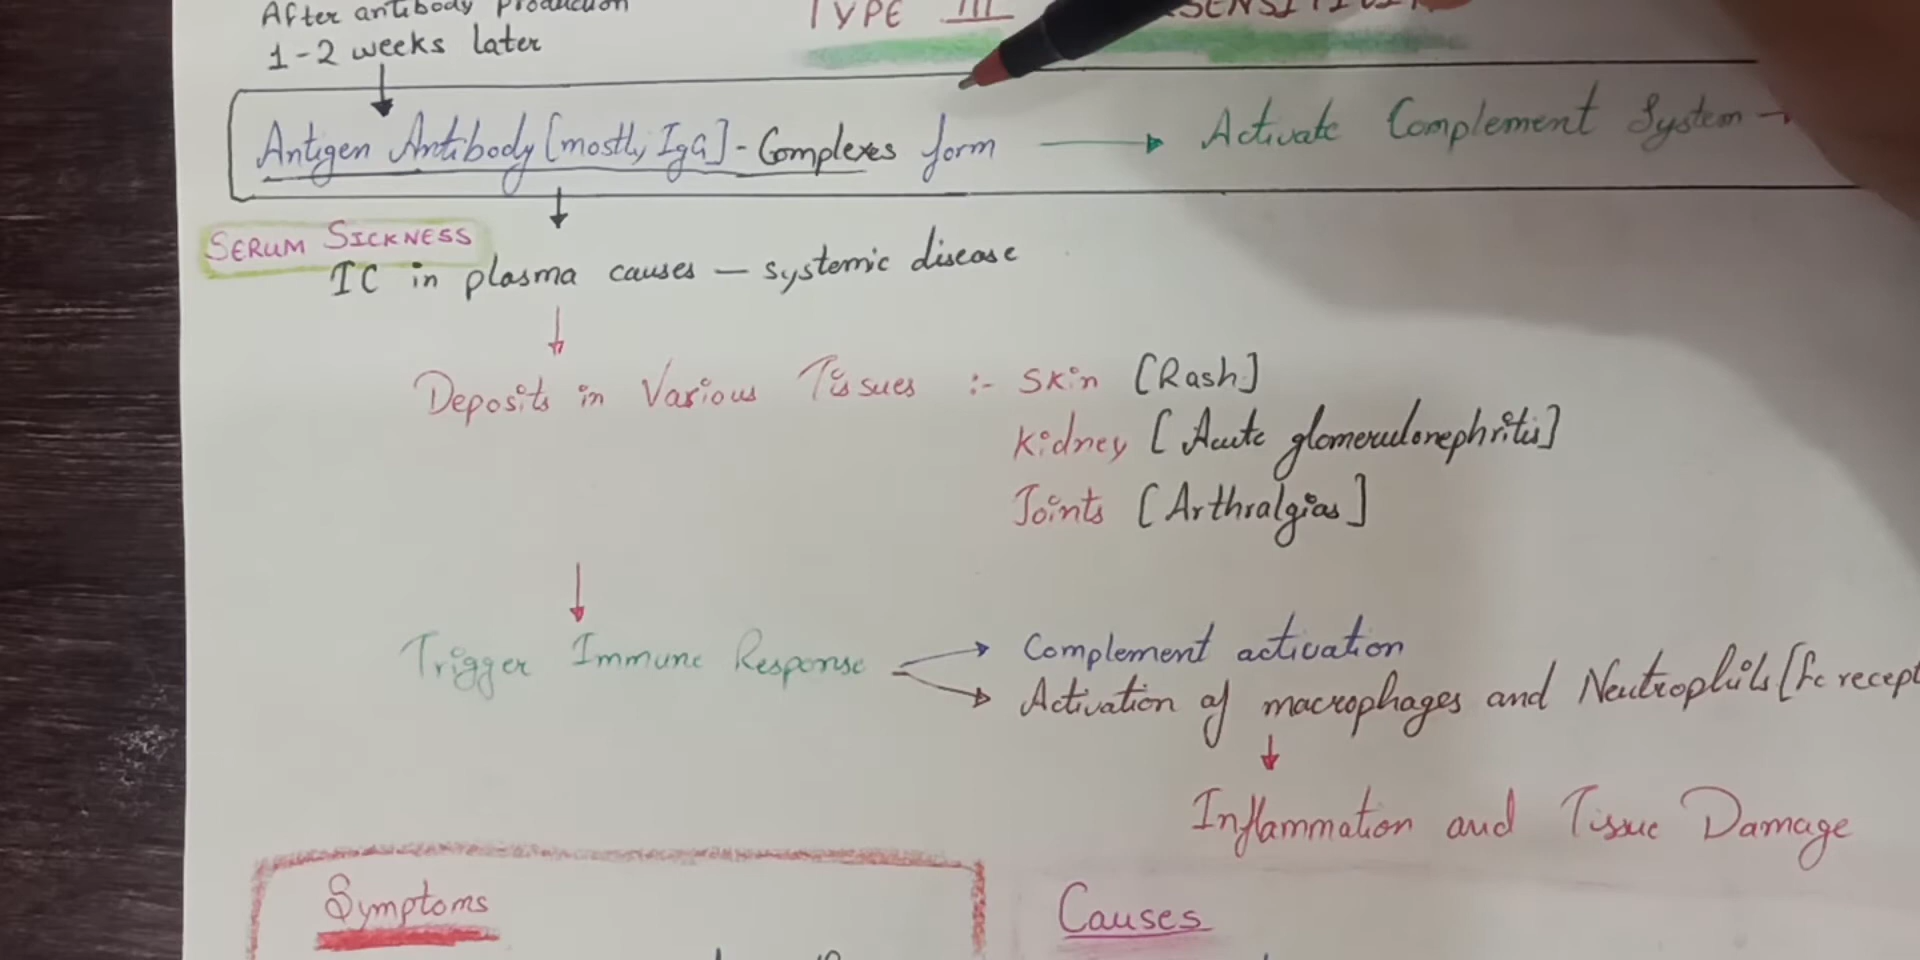 After antibody production
TYPE III
1-2 weeks later
Antigen Antibody [mostly IgG] - Complexes form → Activate Complement System →
SERUM SICKNESS
IC in plasma causes — systemic disease
Deposits in Various Tissues :- Skin [Rash]
Kidney [Acute glomerulonephritis]
Joints [Arthralgias]
Trigger Immune Response → Complement activation
→ Activation of macrophages and Neutrophils [Fc recept
Inflammation and Tissue Damage
Symptoms
Causes